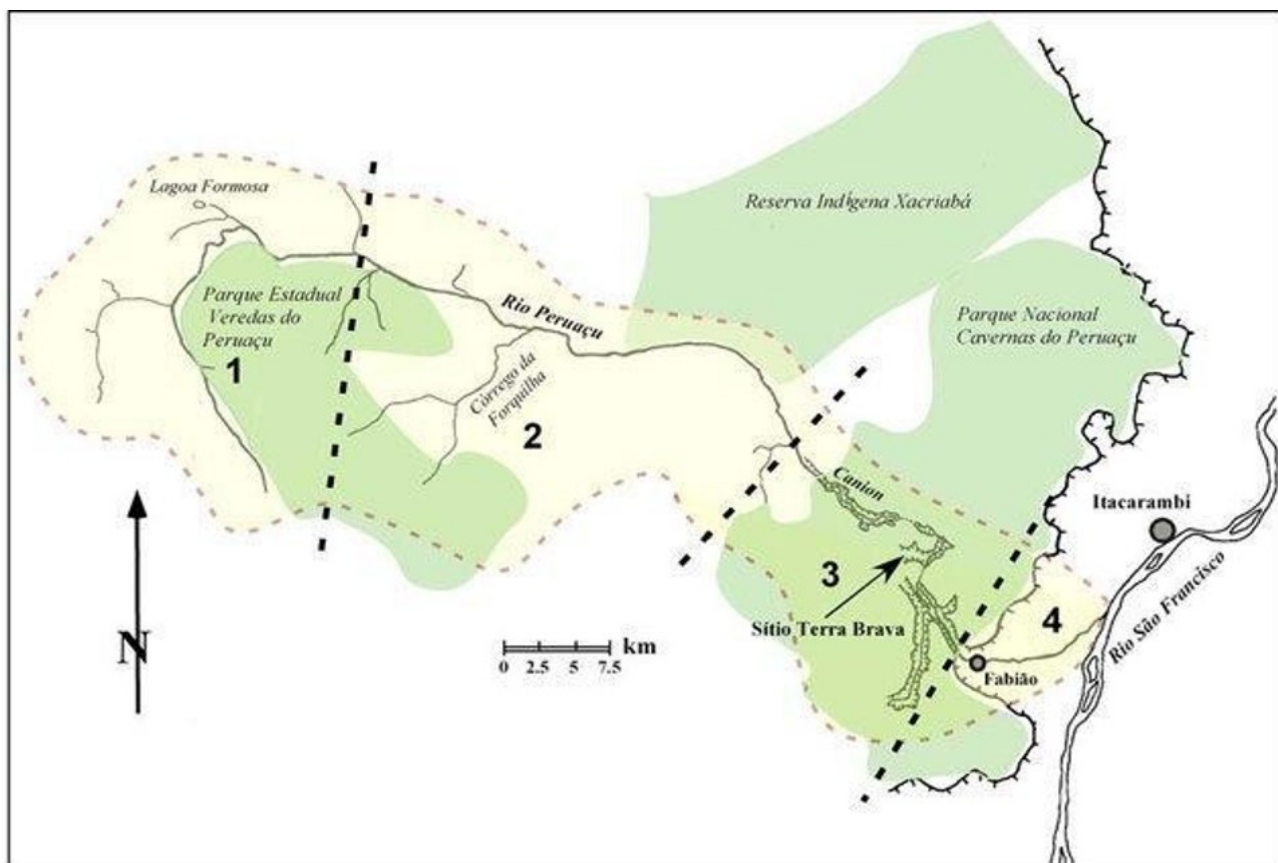 Lagoa Formosa
Reserva Indígena Xacriabá
Parque Estadual
Veredas do
Peruaçu
1
Rio Peruaçu
Parque Nacional
Cavernas do Peruaçu
Córrego da
Forquilha
2
Canion
Itacarambi
3
Sítio Terra Brava
4
Rio São Francisco
Fabião
N
km
0 2.5 5 7.5